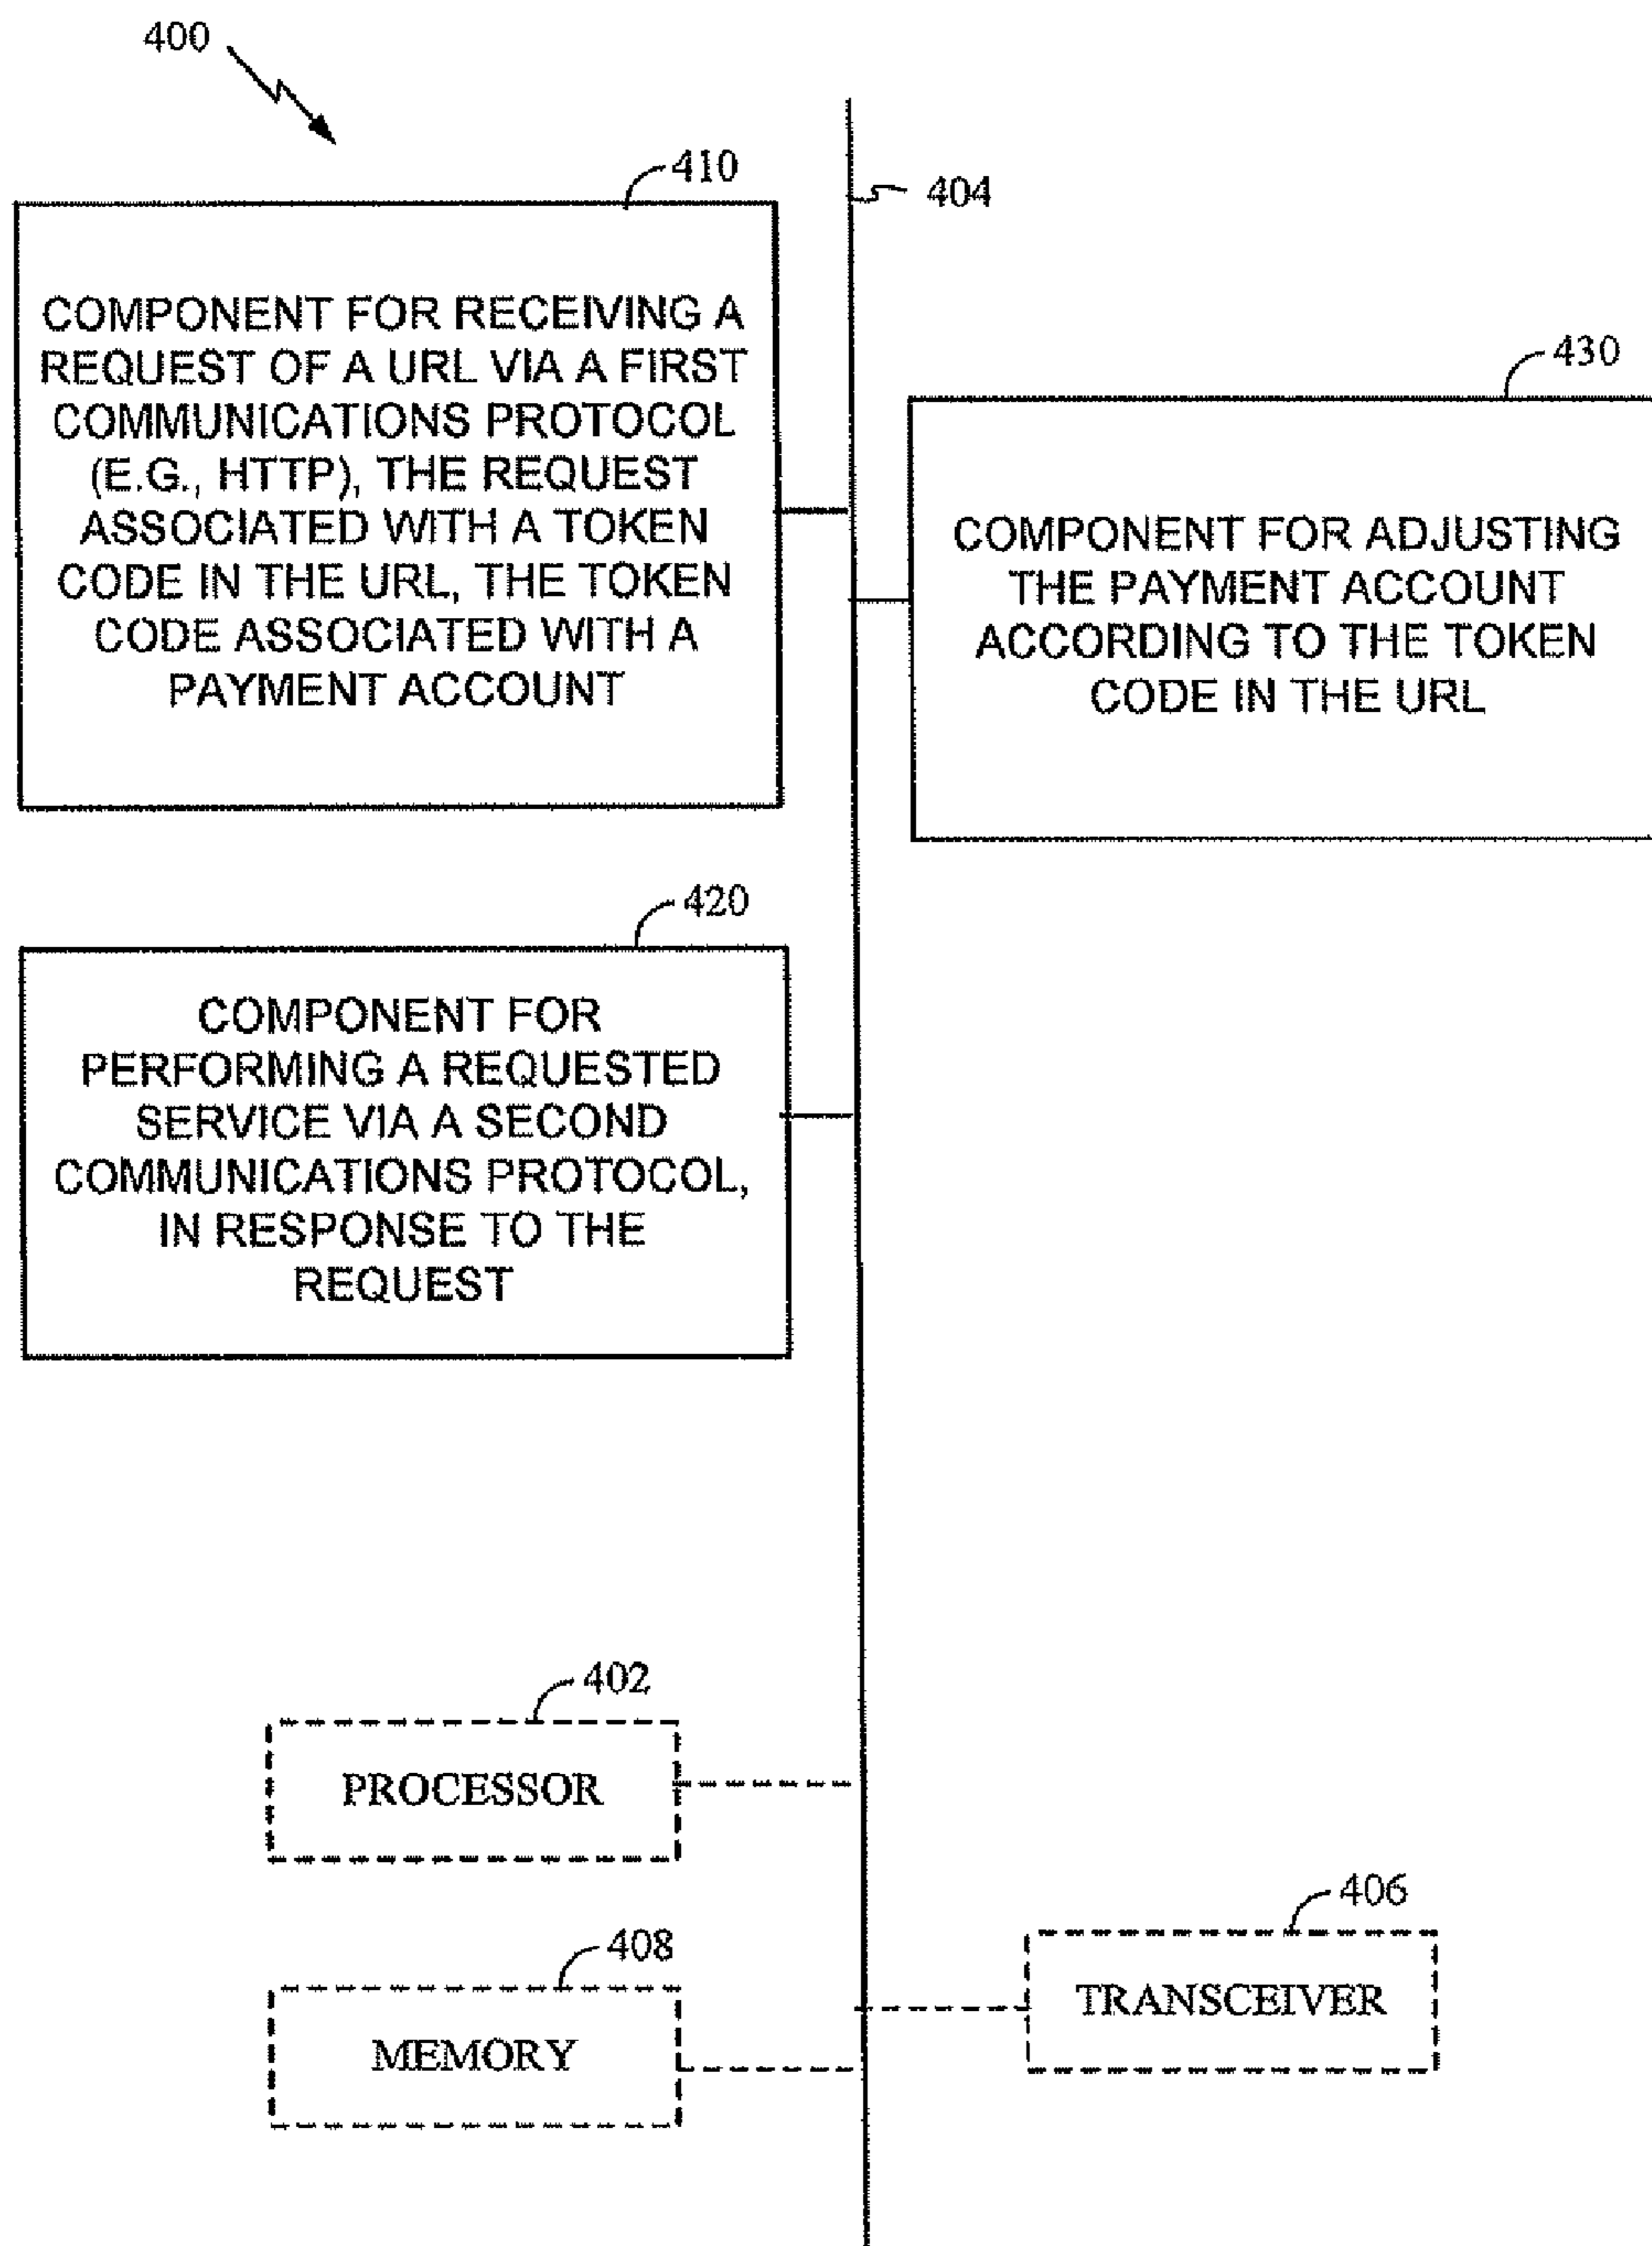 400
410
404
COMPONENT FOR RECEIVING A
REQUEST OF A URL VIA A FIRST
COMMUNICATIONS PROTOCOL
(E.G., HTTP), THE REQUEST
ASSOCIATED WITH A TOKEN
CODE IN THE URL, THE TOKEN
CODE ASSOCIATED WITH A
PAYMENT ACCOUNT
430
COMPONENT FOR ADJUSTING
THE PAYMENT ACCOUNT
ACCORDING TO THE TOKEN
CODE IN THE URL
420
COMPONENT FOR
PERFORMING A REQUESTED
SERVICE VIA A SECOND
COMMUNICATIONS PROTOCOL,
IN RESPONSE TO THE
REQUEST
402
PROCESSOR
406
TRANSCEIVER
408
MEMORY